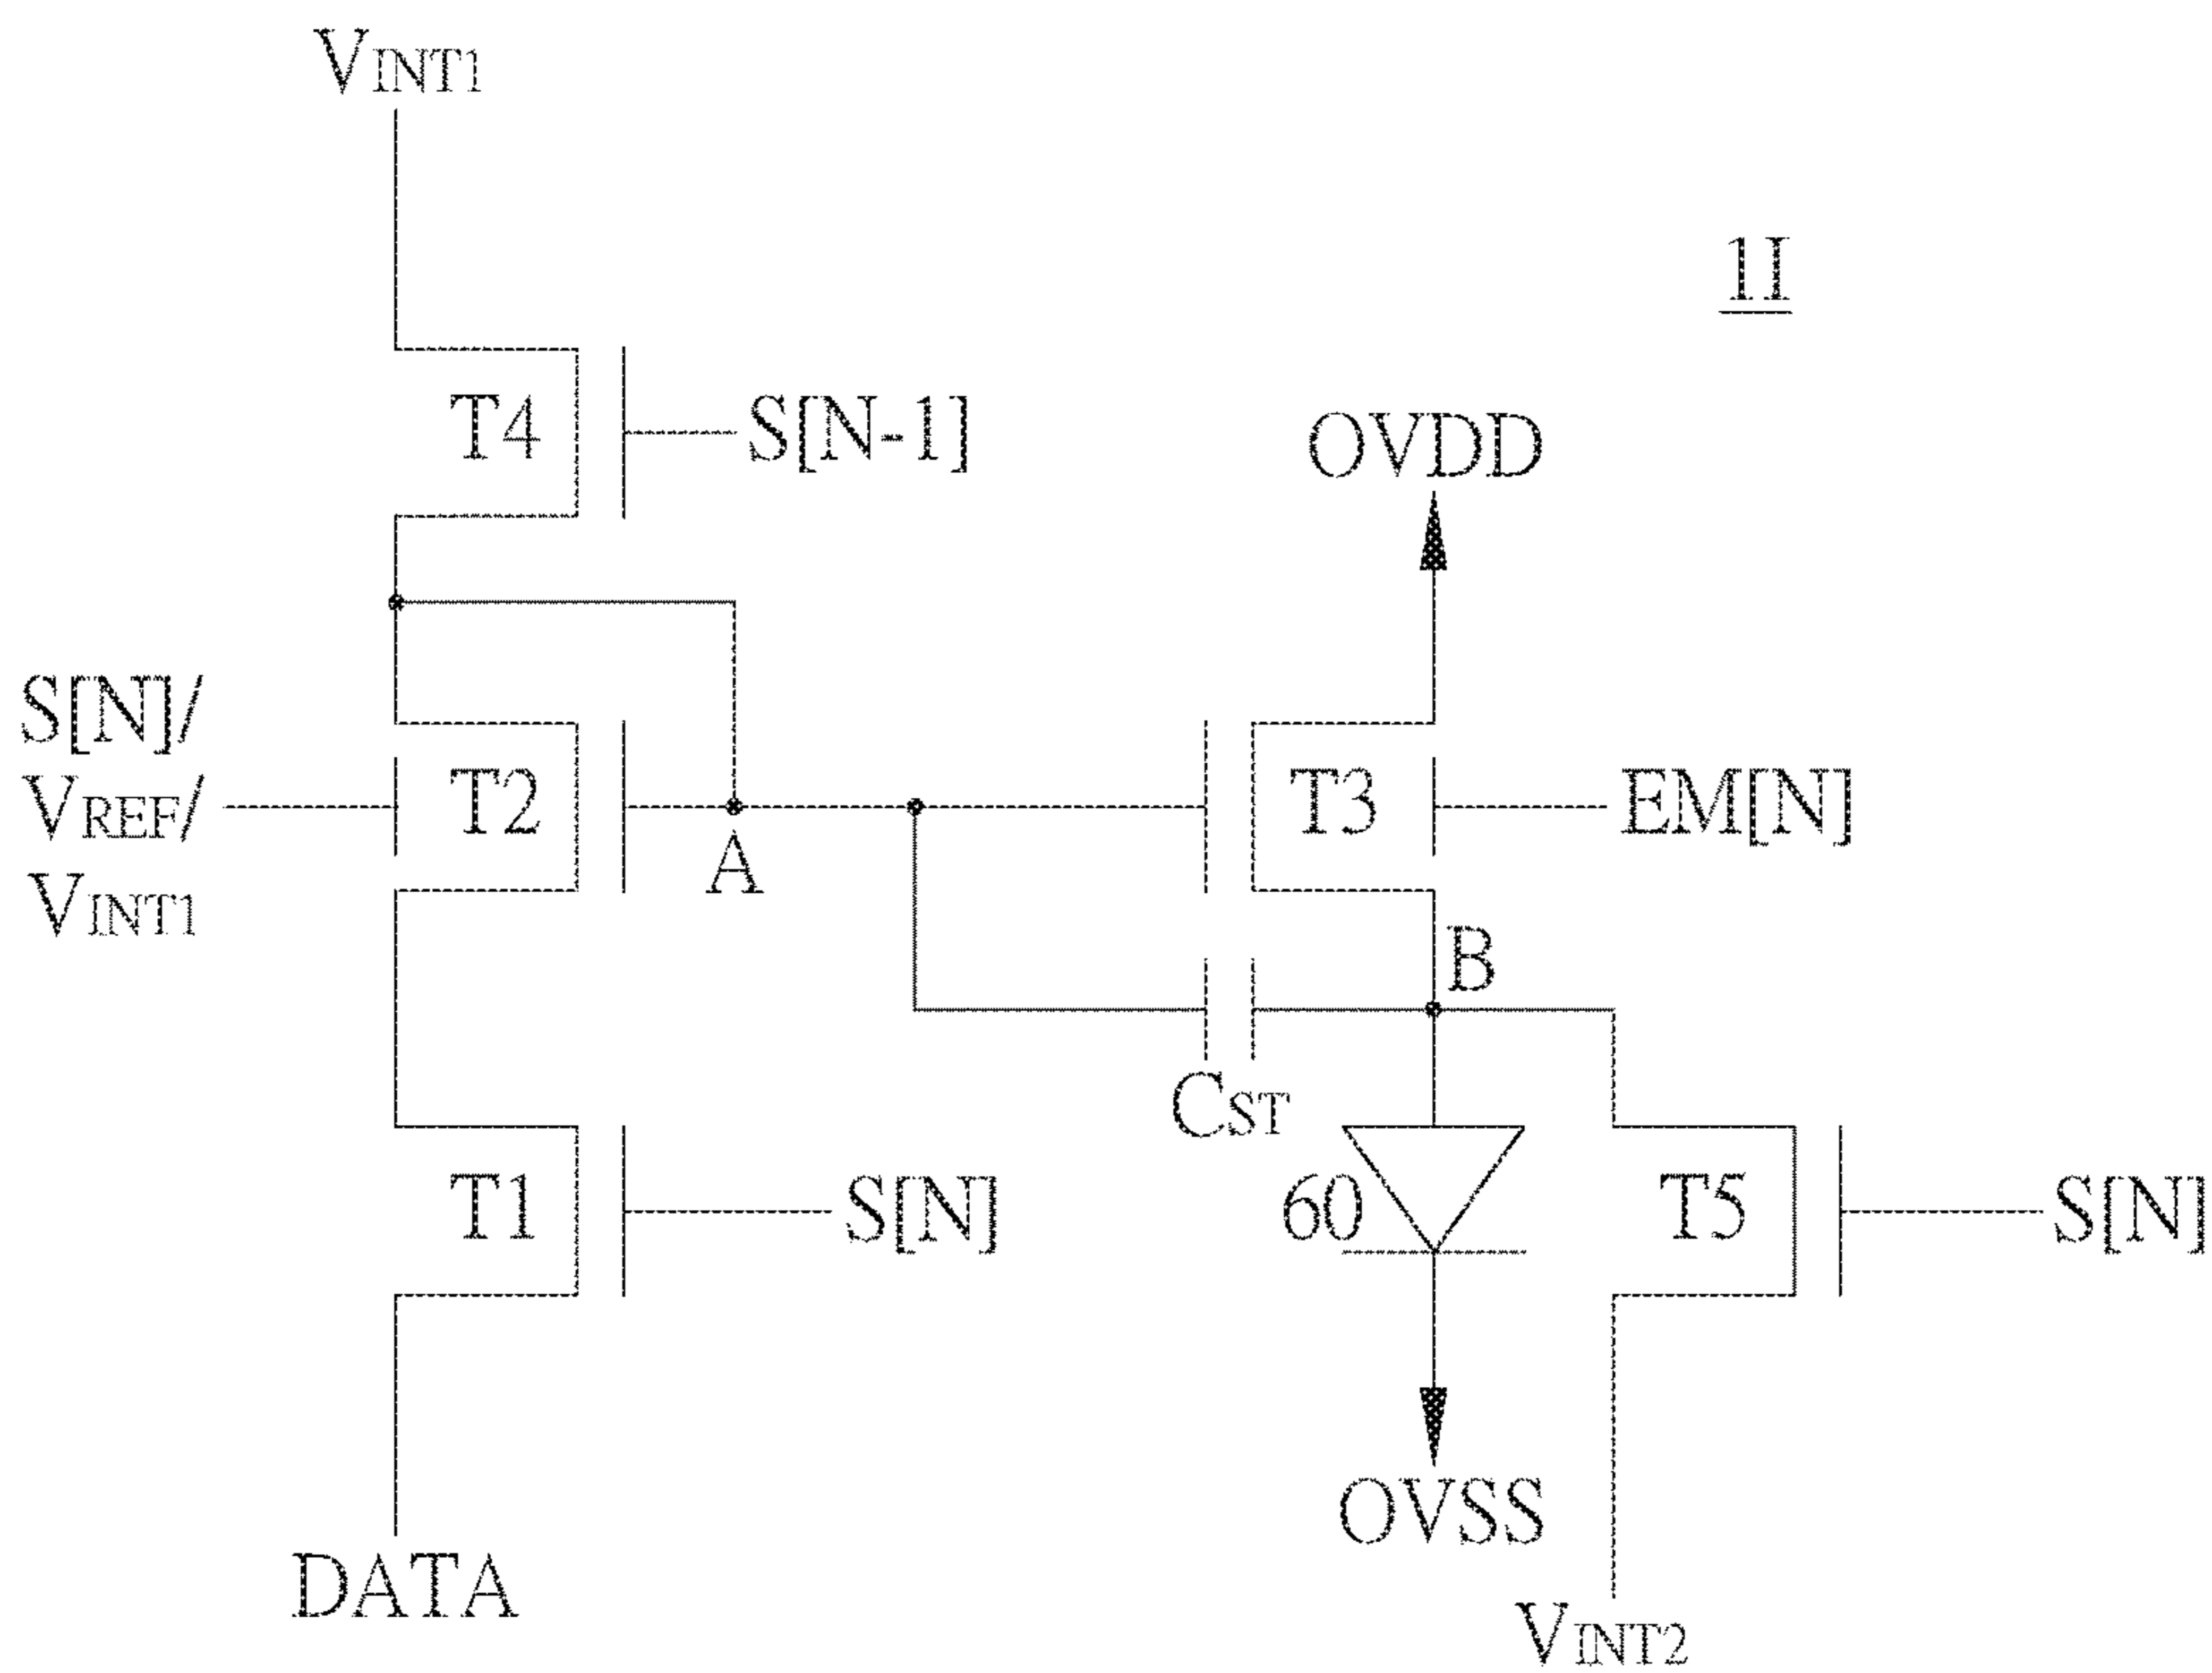 VINT1
1I
T4
S[N-1]
OVDD
S[N]/
VREF/
VINT1
T2
A
T3
EM[N]
B
CST
T1
S[N]
60
T5
S[N]
OVSS
DATA
VINT2